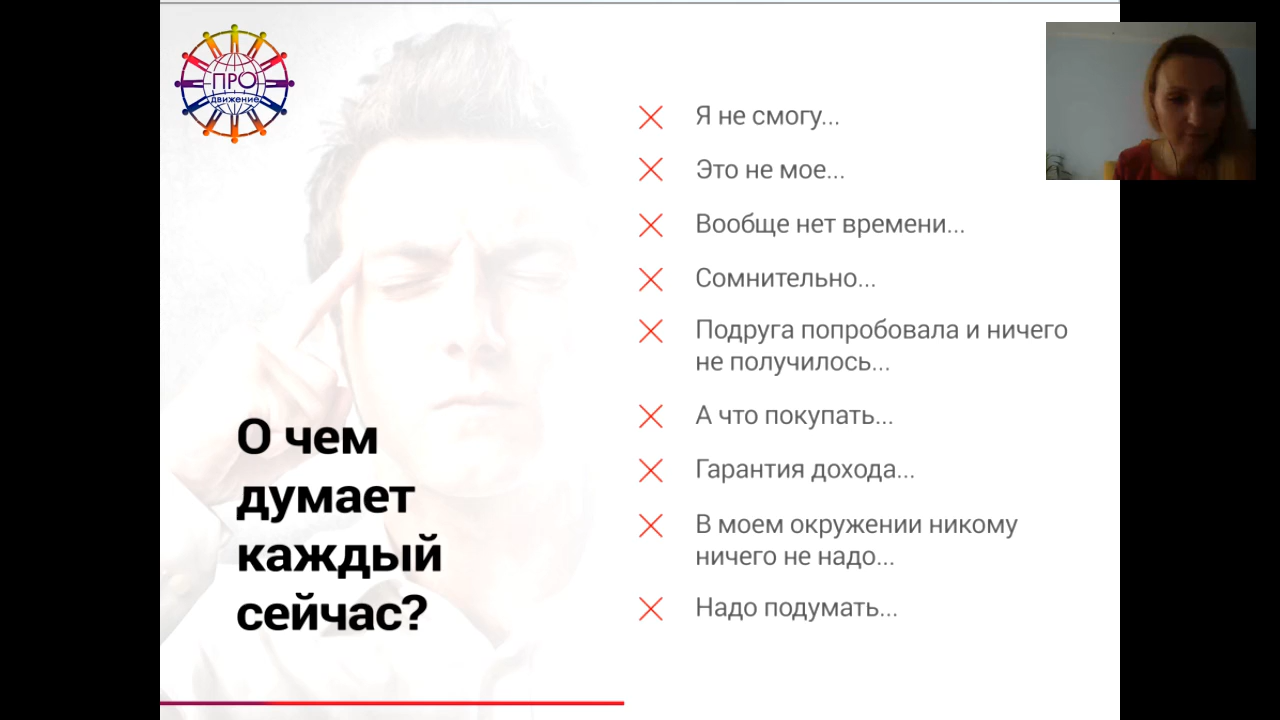 ПРО
движение
О чем
думает
каждый
сейчас?
Я не смогу...
Это не мое...
Вообще нет времени...
Сомнительно...
Подруга попробовала и ничего
не получилось...
А что покупать...
Гарантия дохода...
В моем окружении никому
ничего не надо...
Надо подумать...